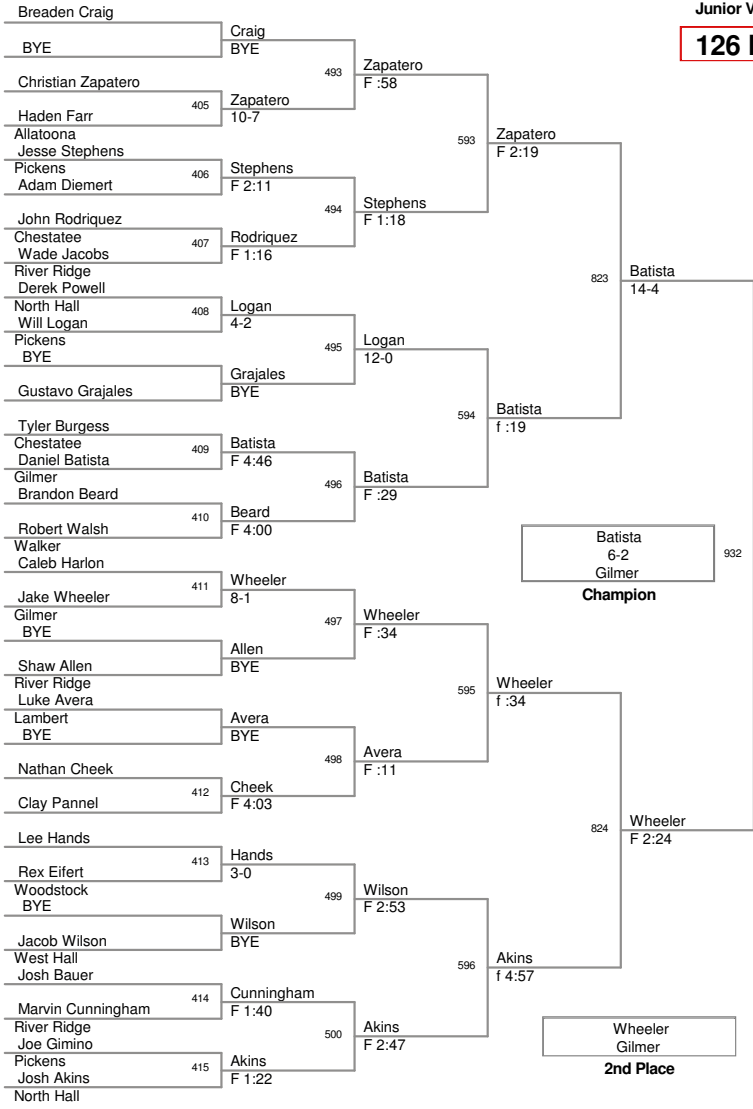 Junior V
126
Breaden Craig
BYE
Christian Zapatero
Haden Farr
Allatoona
Jesse Stephens
Pickens
Adam Diemert
John Rodriquez
Chestatee
Wade Jacobs
River Ridge
Derek Powell
North Hall
Will Logan
Pickens
BYE
Gustavo Grajales
Tyler Burgess
Chestatee
Daniel Batista
Gilmer
Brandon Beard
Robert Walsh
Walker
Caleb Harlon
Jake Wheeler
Gilmer
BYE
Shaw Allen
River Ridge
Luke Avera
Lambert
BYE
Nathan Cheek
Clay Pannel
Lee Hands
Rex Eifert
Woodstock
BYE
Jacob Wilson
West Hall
Josh Bauer
Marvin Cunningham
River Ridge
Joe Gimino
Pickens
Josh Akins
North Hall
405
406
407
408
409
410
411
412
413
414
415
Craig
BYE
Zapatero
10-7
Stephens
F 2:11
Rodriquez
F 1:16
Logan
4-2
Grajales
BYE
Batista
F 4:46
Beard
F 4:00
Wheeler
8-1
Allen
BYE
Avera
BYE
Cheek
F 4:03
Hands
3-0
Wilson
BYE
Cunningham
F 1:40
Akins
F 1:22
493
494
495
496
497
498
499
500
Zapatero
F :58
Stephens
F 1:18
Logan
12-0
Batista
F :29
Wheeler
F :34
Avera
F :11
Wilson
F 2:53
Akins
F 2:47
593
594
595
596
Zapatero
F 2:19
Batista
f :19
Wheeler
f :34
Akins
f 4:57
823
824
Batista
14-4
Wheeler
F 2:24
Batista
6-2
Gilmer
932
Champion
Wheeler
Gilmer
2nd Place